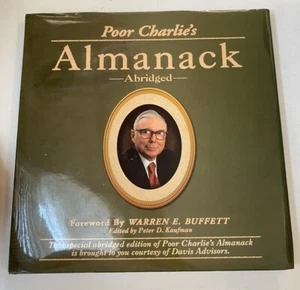 Poor Charlie's
Almanack
Abridged
Foreword By WARREN E. BUFFETT
Edited by Peter D. Kaufman
This special abridged edition of Poor Charlie's Almanack
is brought to you courtesy of Davis Advisors.